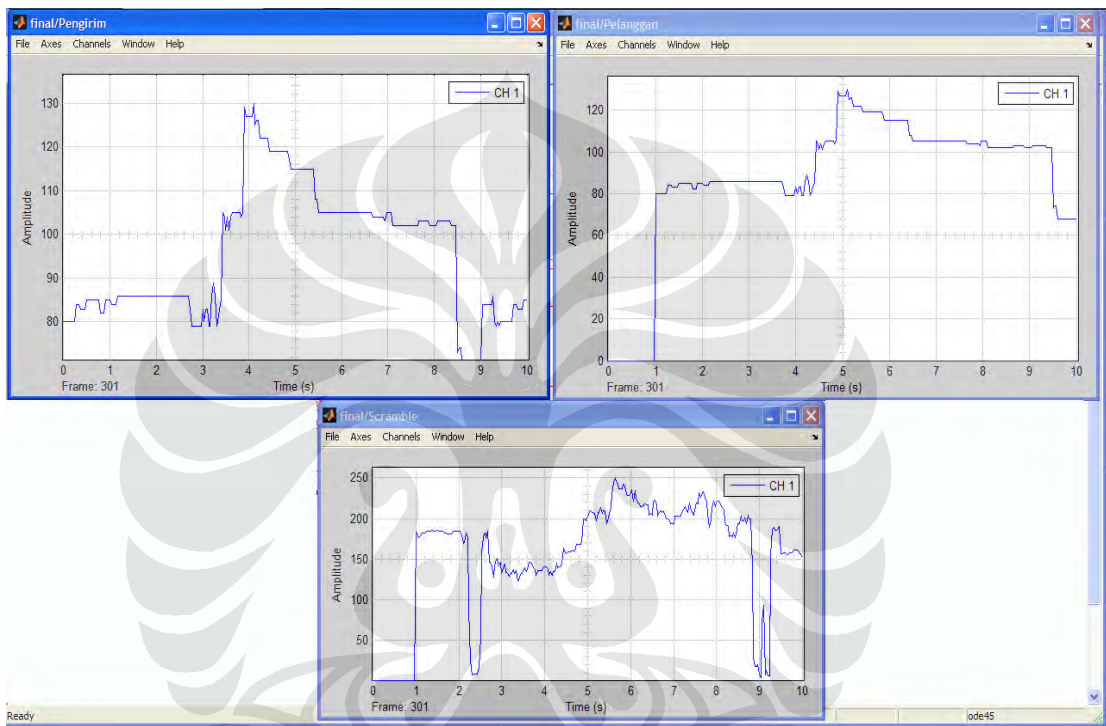 final/Pengirim
File Axes Channels Window Help
CH 1
130
120
110
100
90
80
Amplitude
0 1 2 3 4 5 6 7 8 9 10
Frame: 301
Time (s)
final/Pelanggan
File Axes Channels Window Help
CH 1
120
100
80
60
40
20
0
Amplitude
0 1 2 3 4 5 6 7 8 9 10
Frame: 301
Time (s)
final/Scramble
File Axes Channels Window Help
CH 1
250
200
150
100
50
Amplitude
0 1 2 3 4 5 6 7 8 9 10
Frame: 301
Time (s)
Ready
ode45